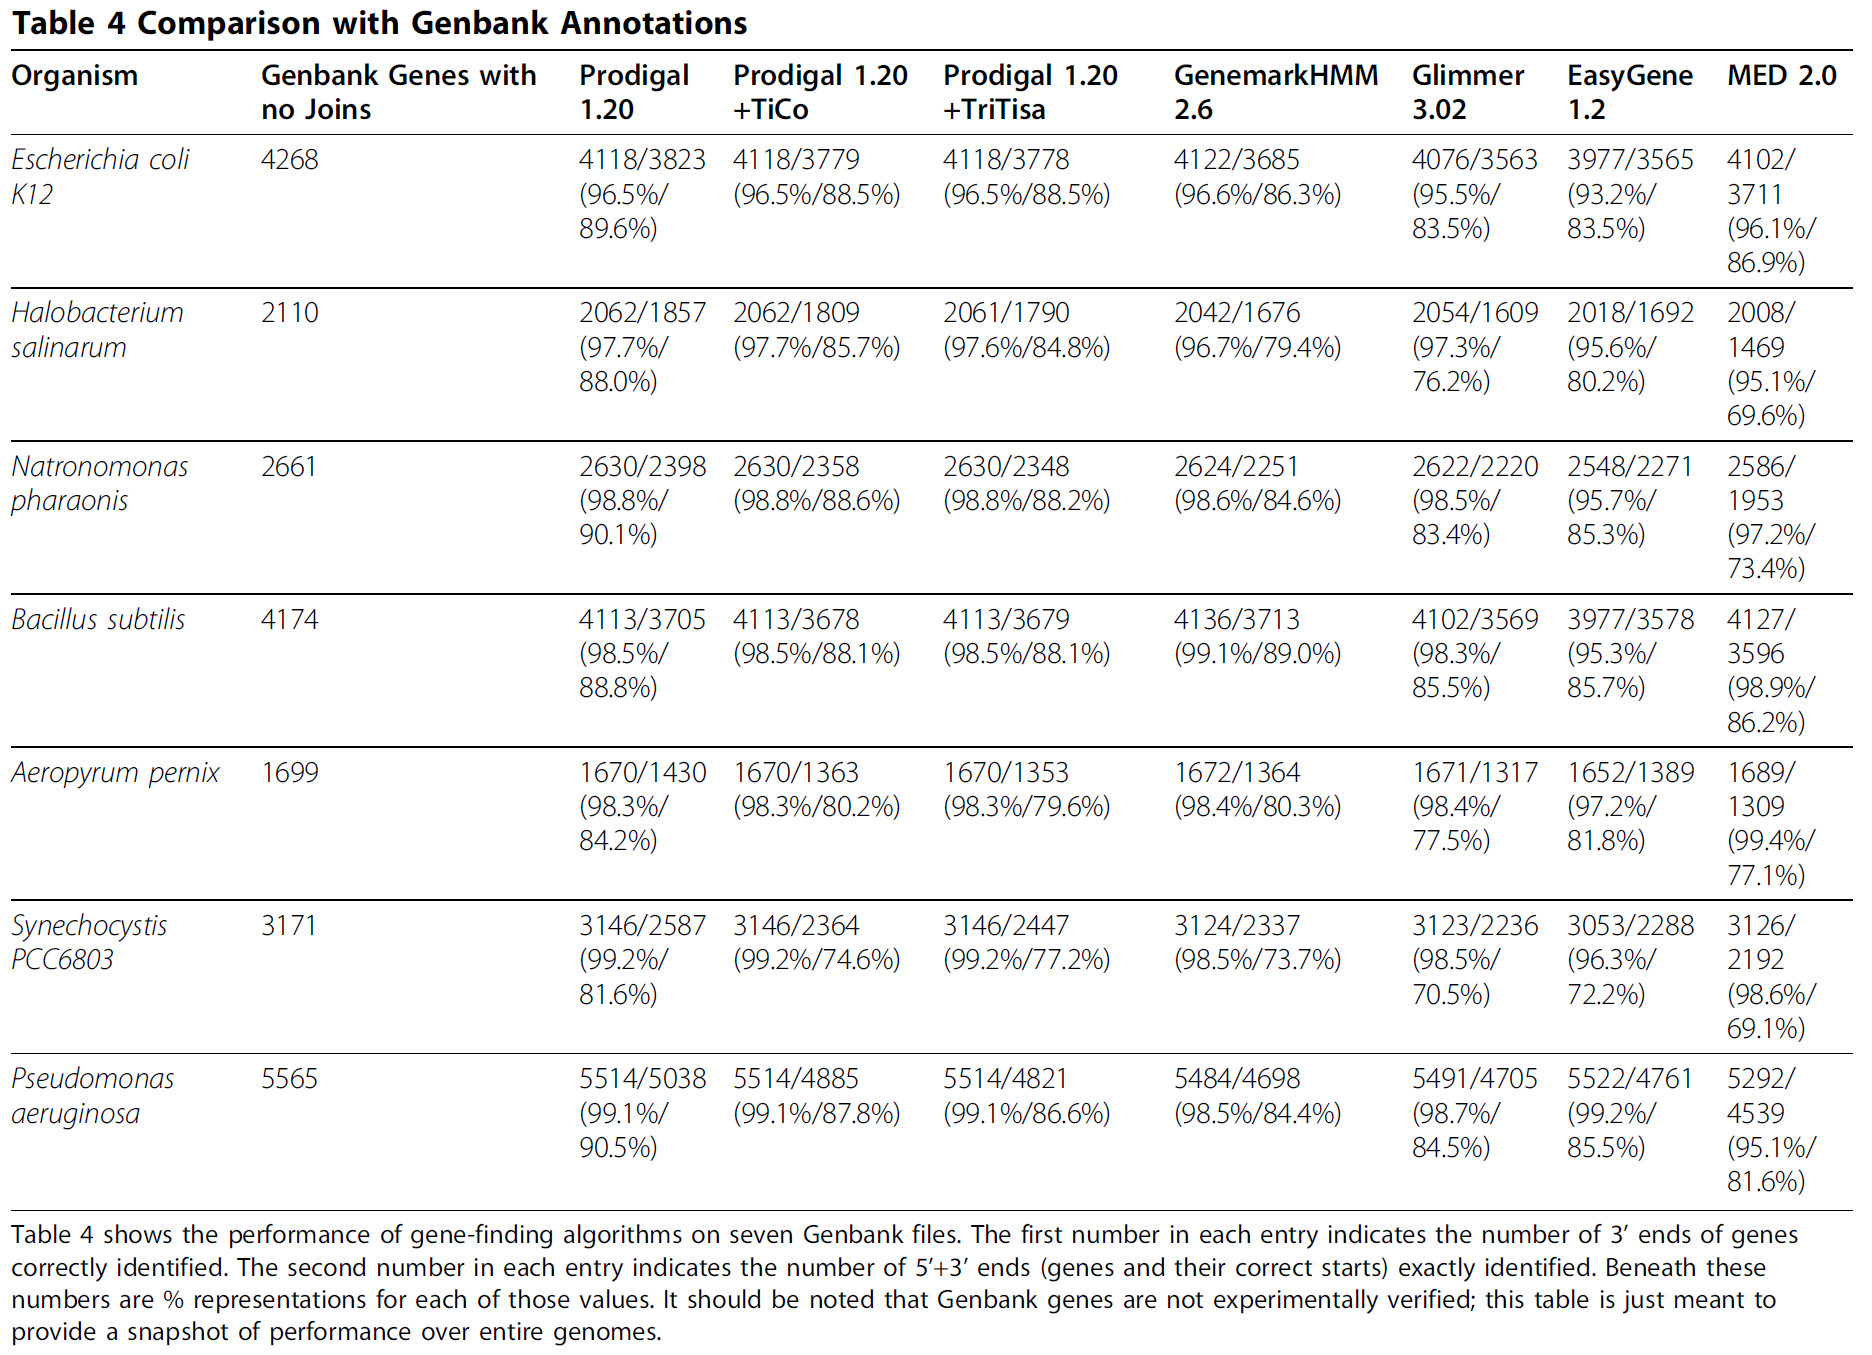 Table 4 Comparison with Genbank Annotations
Organism Genbank Genes with no Joins Prodigal 1.20 Prodigal 1.20 +TiCo Prodigal 1.20 +TriTisa GenemarkHMM 2.6 Glimmer 3.02 EasyGene 1.2 MED 2.0
Escherichia coli K12 4268 4118/3823 (96.5%/89.6%) 4118/3779 (96.5%/88.5%) 4118/3778 (96.5%/88.5%) 4122/3685 (96.6%/86.3%) 4076/3563 (95.5%/83.5%) 3977/3565 (93.2%/83.5%) 4102/3711 (96.1%/86.9%)
Halobacterium salinarum 2110 2062/1857 (97.7%/88.0%) 2062/1809 (97.7%/85.7%) 2061/1790 (97.6%/84.8%) 2042/1676 (96.7%/79.4%) 2054/1609 (97.3%/76.2%) 2018/1692 (95.6%/80.2%) 2008/1469 (95.1%/69.6%)
Natronomonas pharaonis 2661 2630/2398 (98.8%/90.1%) 2630/2358 (98.8%/88.6%) 2630/2348 (98.8%/88.2%) 2624/2251 (98.6%/84.6%) 2622/2220 (98.5%/83.4%) 2548/2271 (95.7%/85.3%) 2586/1953 (97.2%/73.4%)
Bacillus subtilis 4174 4113/3705 (98.5%/88.8%) 4113/3678 (98.5%/88.1%) 4113/3679 (98.5%/88.1%) 4136/3713 (99.1%/89.0%) 4102/3569 (98.3%/85.5%) 3977/3578 (95.3%/85.7%) 4127/3596 (98.9%/86.2%)
Aeropyrum pernix 1699 1670/1430 (98.3%/84.2%) 1670/1363 (98.3%/80.2%) 1670/1353 (98.3%/79.6%) 1672/1364 (98.4%/80.3%) 1671/1317 (98.4%/77.5%) 1652/1389 (97.2%/81.8%) 1689/1309 (99.4%/77.1%)
Synechocystis PCC6803 3171 3146/2587 (99.2%/81.6%) 3146/2364 (99.2%/74.6%) 3146/2447 (99.2%/77.2%) 3124/2337 (98.5%/73.7%) 3123/2236 (98.5%/70.5%) 3053/2288 (96.3%/72.2%) 3126/2192 (98.6%/69.1%)
Pseudomonas aeruginosa 5565 5514/5038 (99.1%/90.5%) 5514/4885 (99.1%/87.8%) 5514/4821 (99.1%/86.6%) 5484/4698 (98.5%/84.4%) 5491/4705 (98.7%/84.5%) 5522/4761 (99.2%/85.5%) 5292/4539 (95.1%/81.6%)
Table 4 shows the performance of gene-finding algorithms on seven Genbank files. The first number in each entry indicates the number of 3' ends of genes
correctly identified. The second number in each entry indicates the number of 5'+3' ends (genes and their correct starts) exactly identified. Beneath these
numbers are % representations for each of those values. It should be noted that Genbank genes are not experimentally verified; this table is just meant to
provide a snapshot of performance over entire genomes.